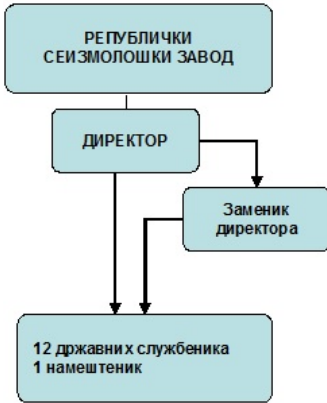 РЕПУБЛИЧКИ
СЕИЗМОЛОШКИ ЗАВОД
ДИРЕКТОР
Заменик
директора
12 државних службеника
1 намештеник